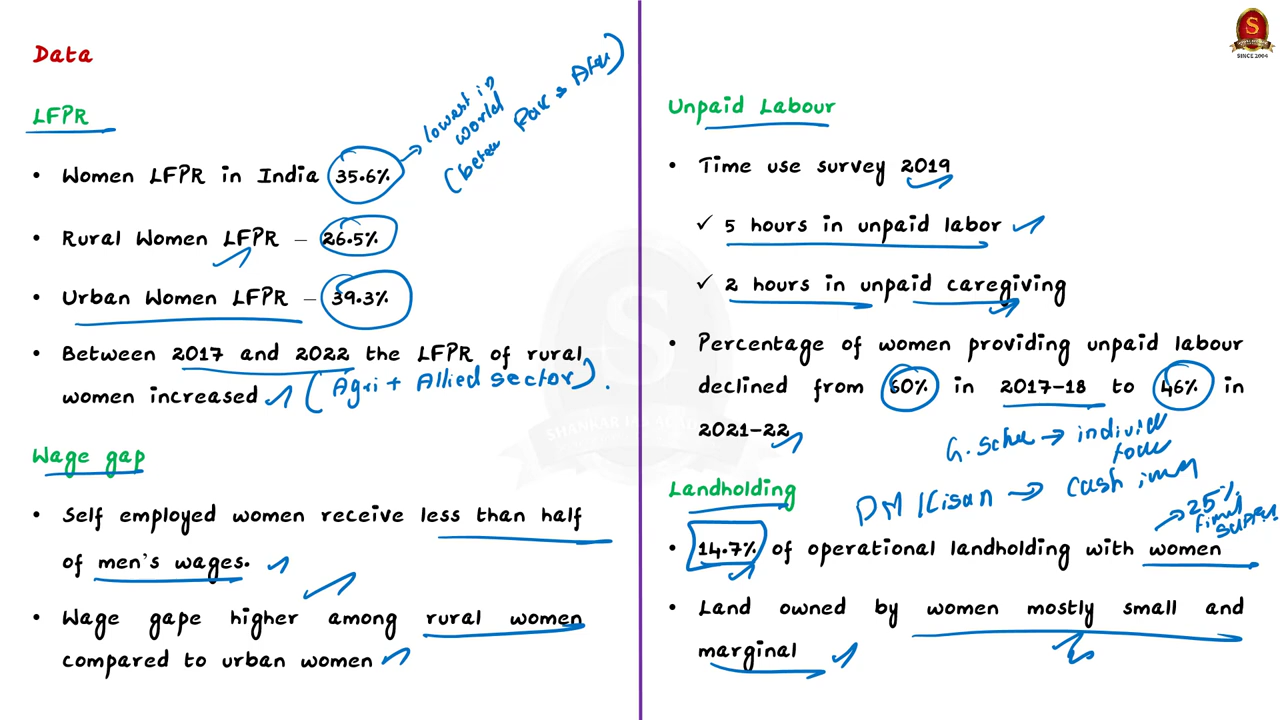 Data
LFPR
• Women LFPR in India 35.6%
lowest in
world
• Rural Women LFPR – 26.5%
• Urban Women LFPR – 39.3%
• Between 2017 and 2022 the LFPR of rural
women increased (Agri + Allied sector).
Wage gap
• Self employed women receive less than half
of men's wages.
• Wage gape higher among rural women
compared to urban women
S
SINCE 2004
Unpaid Labour
• Time use survey 2019
✓ 5 hours in unpaid labor
✓ 2 hours in unpaid caregiving
• Percentage of women providing unpaid labour
declined from 60% in 2017-18 to 46% in
2021-22
Landholding
PM Kisan → cash
25%
• 14.7% of operational landholding with women
• Land owned by women mostly small and
marginal